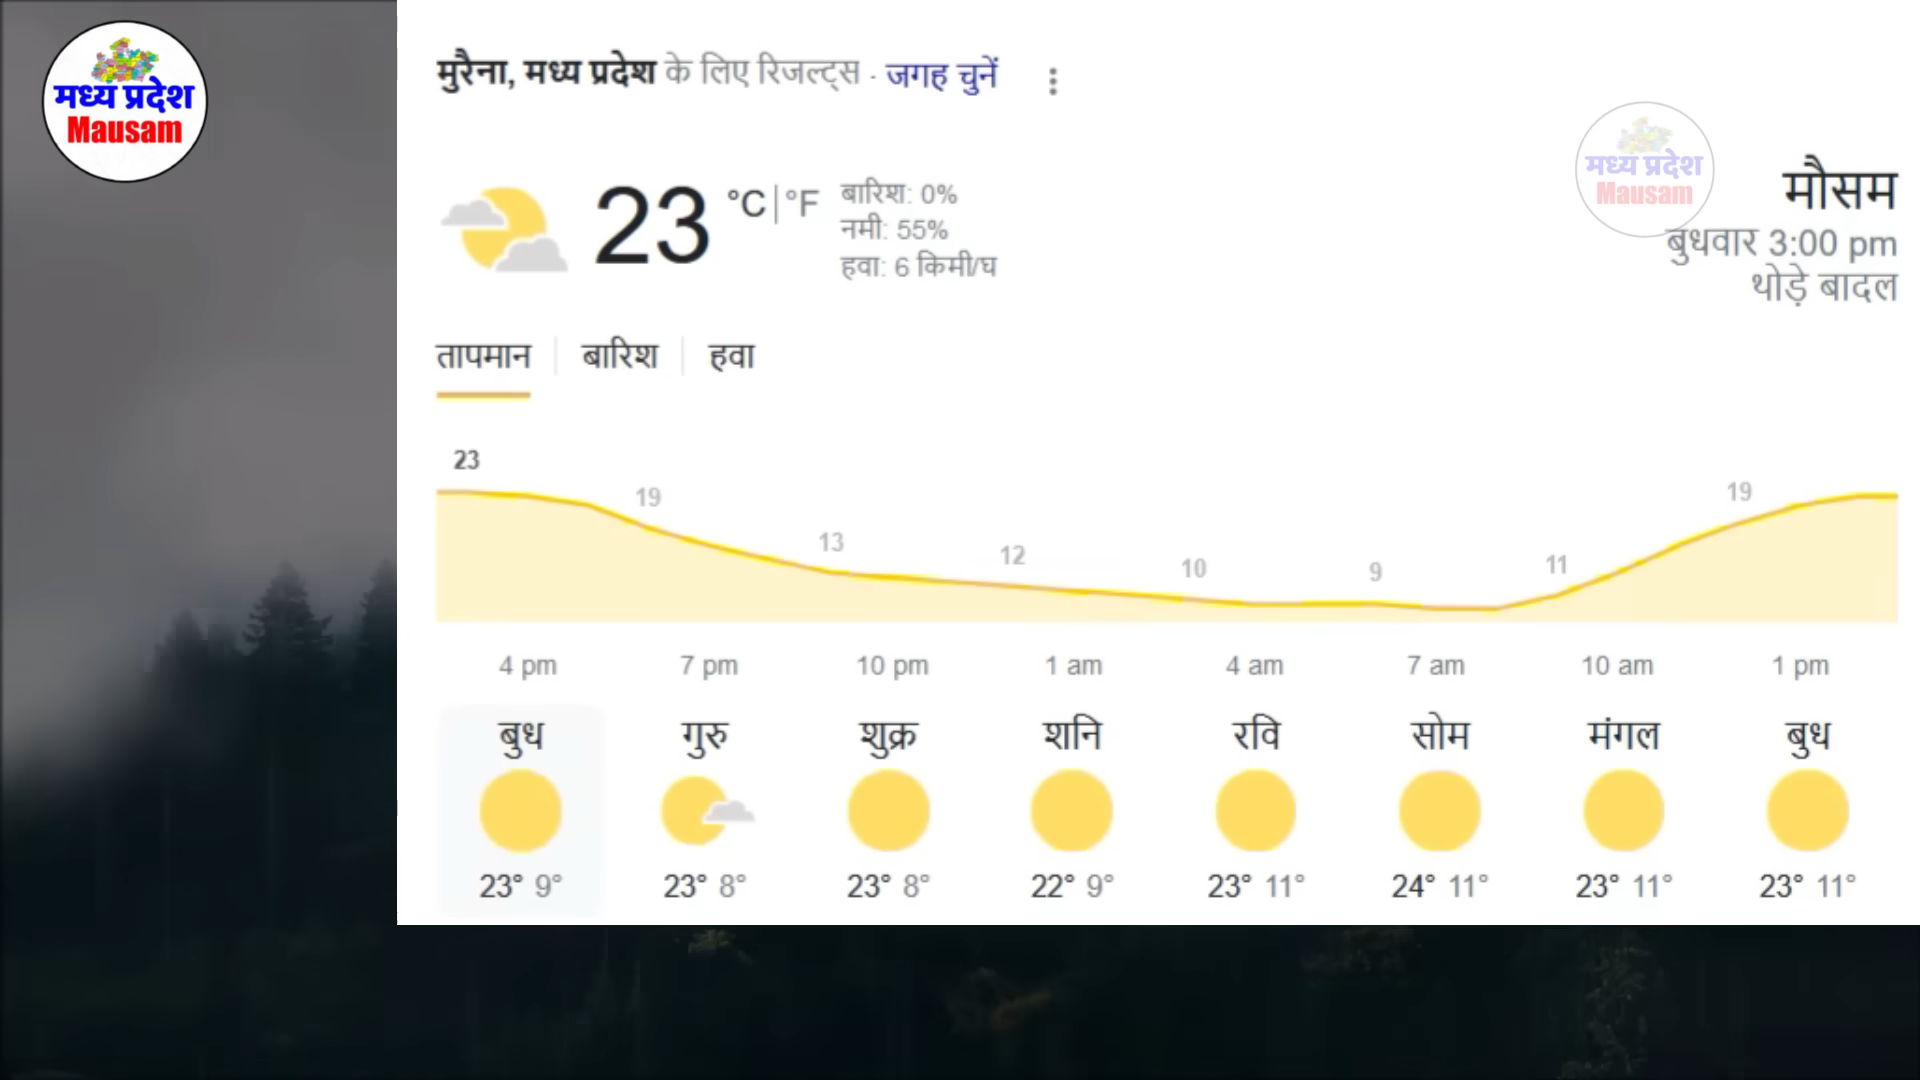 मध्य प्रदेश
Mausam
मुरैना, मध्य प्रदेश के लिए रिजल्ट्स · जगह चुनें
मध्य प्रदेश
Mausam
23 °C | °F
बारिश: 0%
नमी: 55%
हवा: 6 किमी/घ
मौसम
बुधवार 3:00 pm
थोड़े बादल
तापमान बारिश हवा
23 19 13 12 10 9 11 19
4 pm 7 pm 10 pm 1 am 4 am 7 am 10 am 1 pm
बुध गुरु शुक्र शनि रवि सोम मंगल बुध
23° 9° 23° 8° 23° 8° 22° 9° 23° 11° 24° 11° 23° 11° 23° 11°